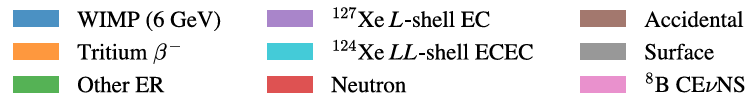 WIMP (6 GeV) ¹²⁷Xe L-shell EC Accidental
Tritium β⁻ ¹²⁴Xe LL-shell ECEC Surface
Other ER Neutron ⁸B CEνNS